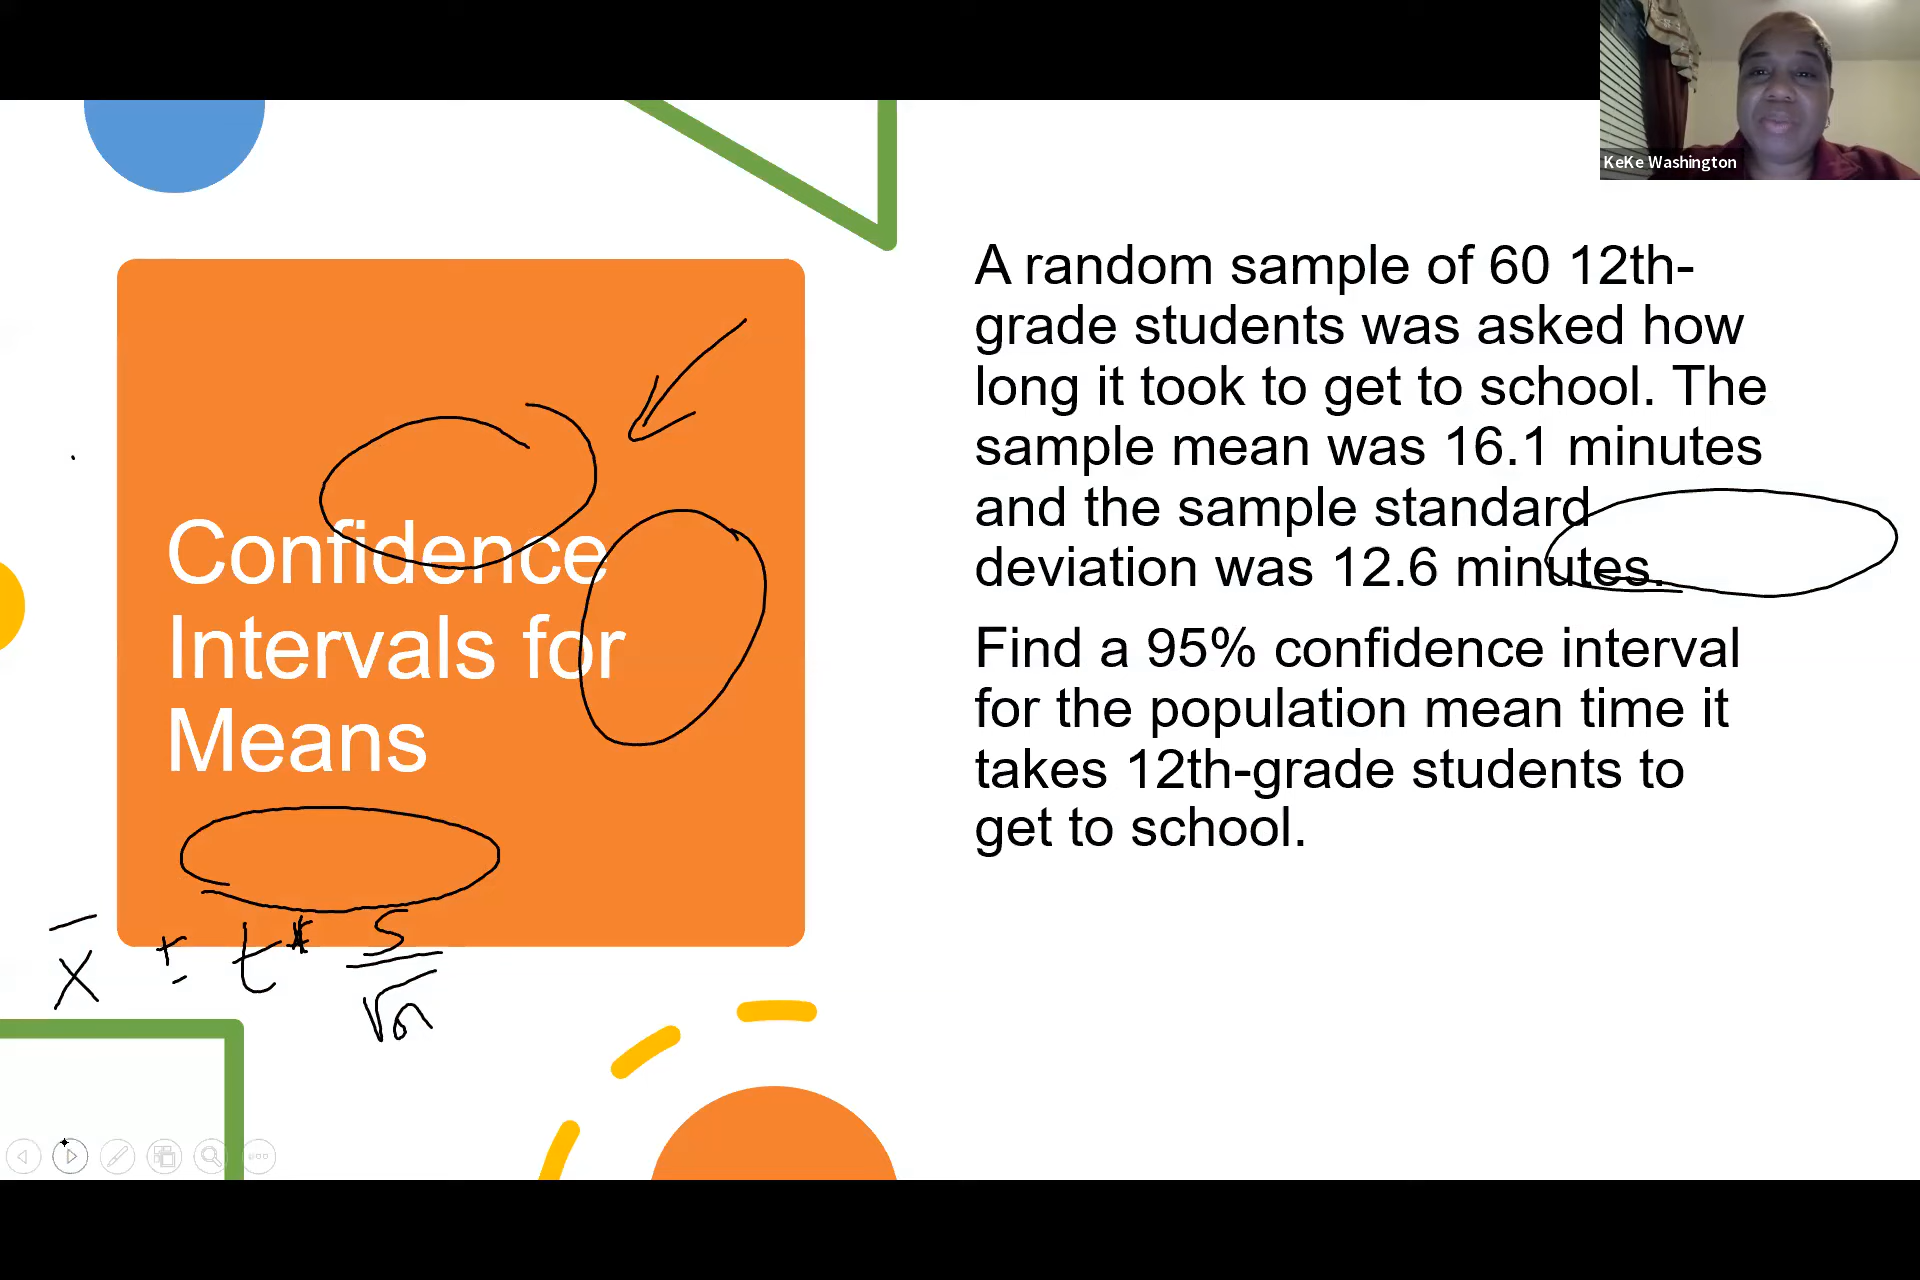 KeKe Washington
Confidence
Intervals for
Means
x̄ ± t* s/√n
A random sample of 60 12th-
grade students was asked how
long it took to get to school. The
sample mean was 16.1 minutes
and the sample standard
deviation was 12.6 minutes.
Find a 95% confidence interval
for the population mean time it
takes 12th-grade students to
get to school.